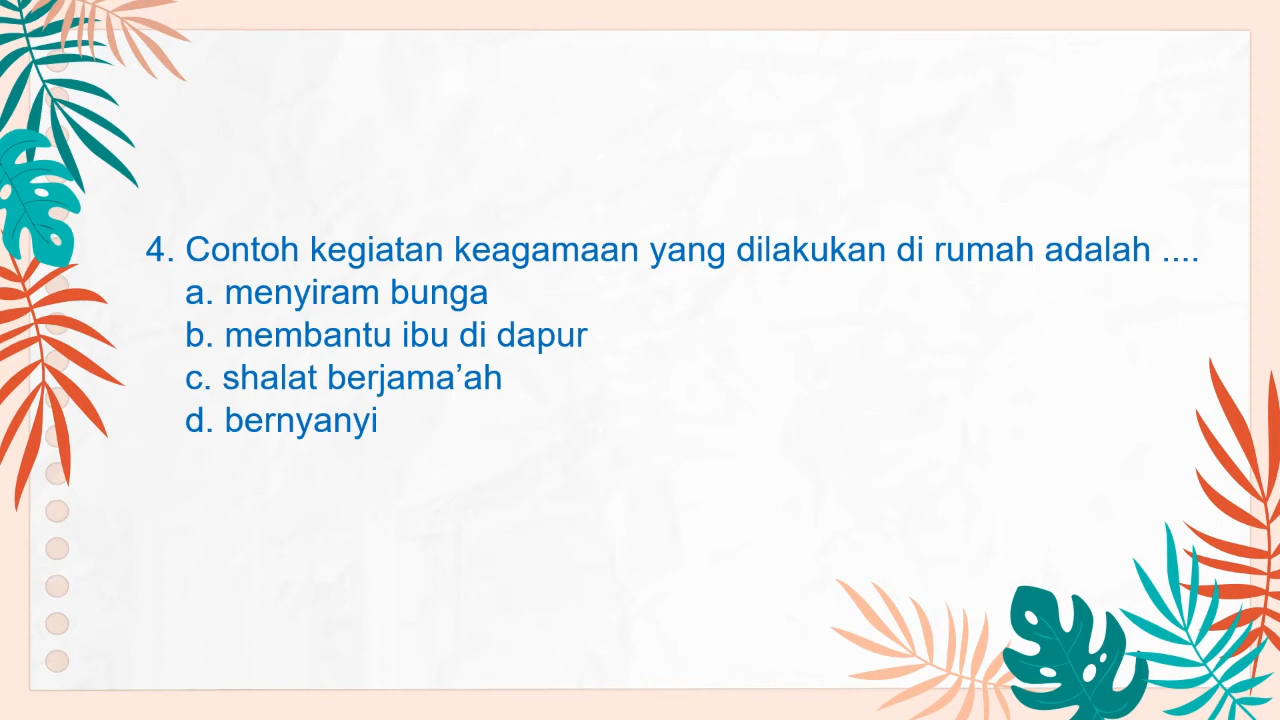 4. Contoh kegiatan keagamaan yang dilakukan di rumah adalah ....
a. menyiram bunga
b. membantu ibu di dapur
c. shalat berjama’ah
d. bernyanyi